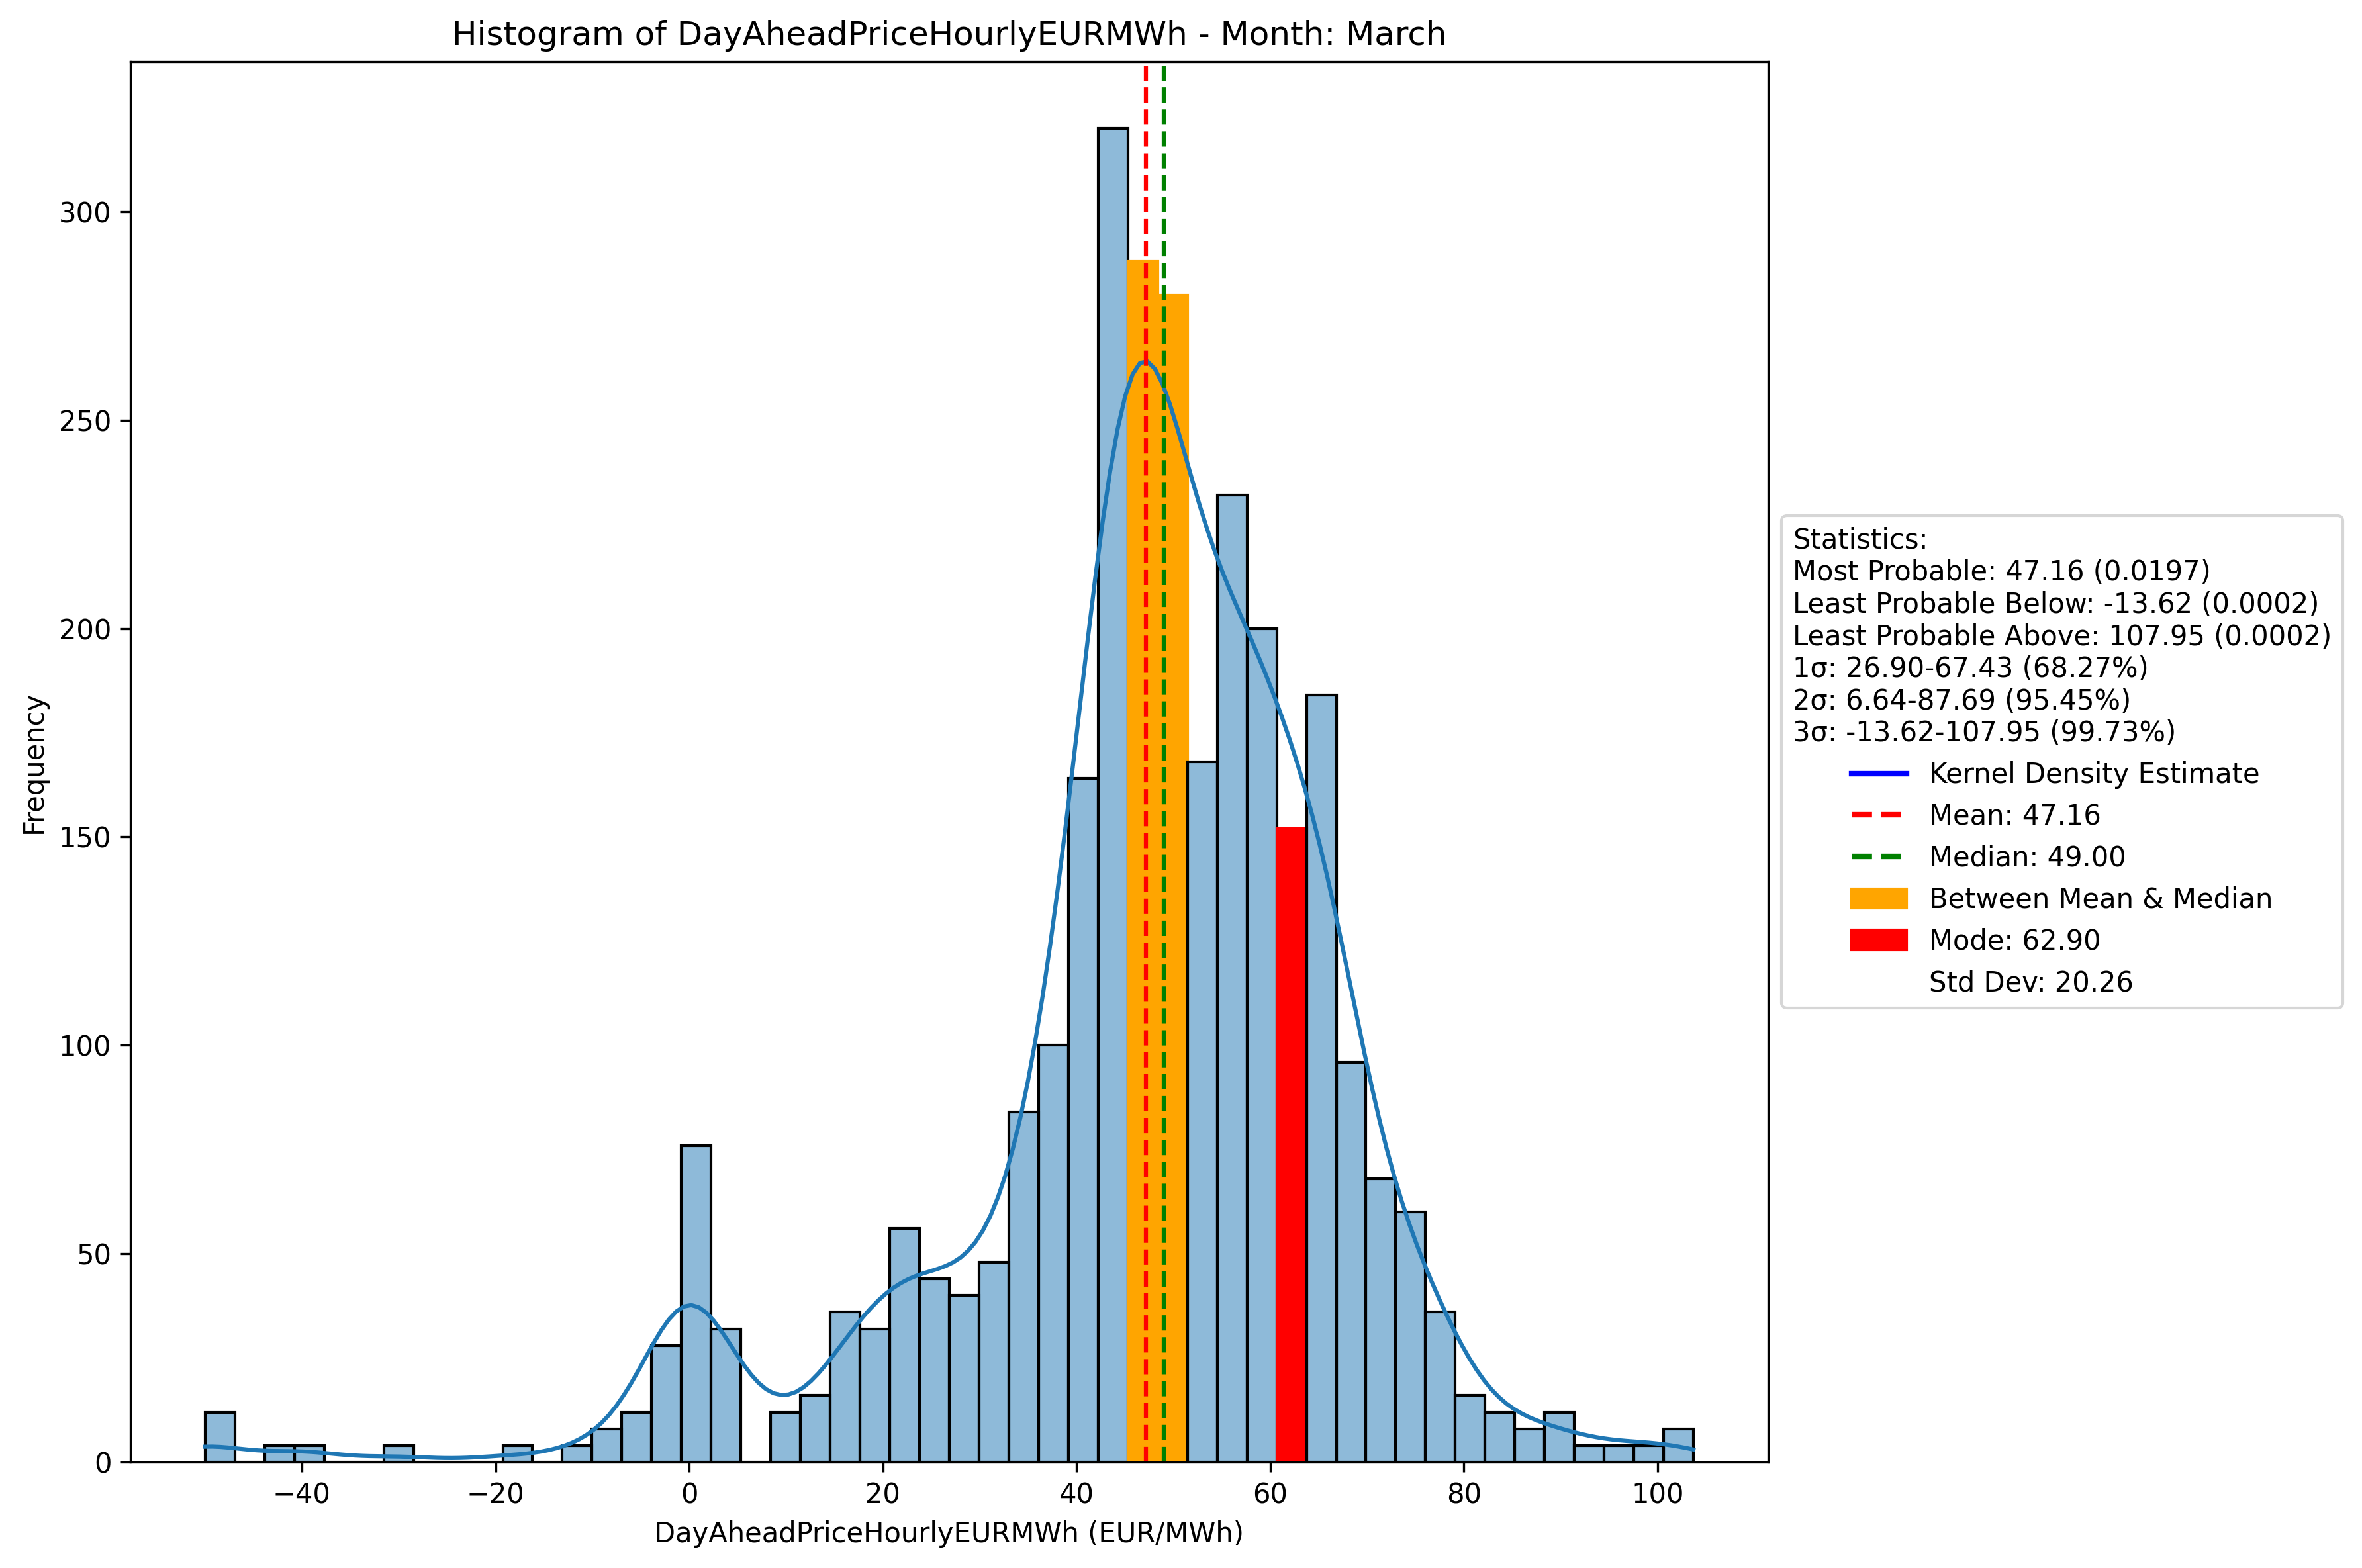 Histogram of DayAheadPriceHourlyEURMWh - Month: March
Frequency
300
250
200
150
100
50
0
−40
−20
0
20
40
60
80
100
DayAheadPriceHourlyEURMWh (EUR/MWh)
Statistics:
Most Probable: 47.16 (0.0197)
Least Probable Below: -13.62 (0.0002)
Least Probable Above: 107.95 (0.0002)
1σ: 26.90-67.43 (68.27%)
2σ: 6.64-87.69 (95.45%)
3σ: -13.62-107.95 (99.73%)
Kernel Density Estimate
Mean: 47.16
Median: 49.00
Between Mean & Median
Mode: 62.90
Std Dev: 20.26